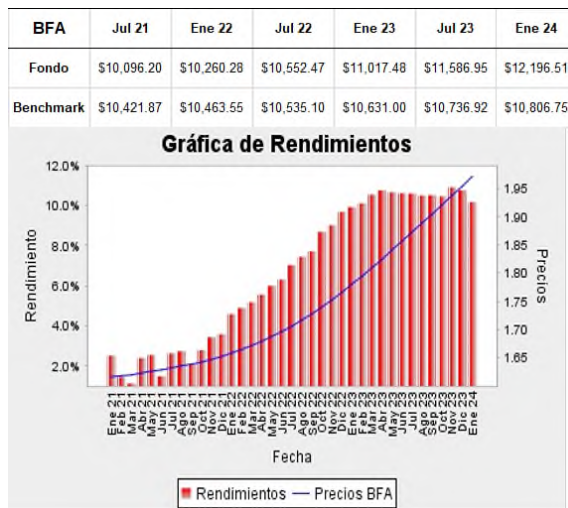 BFA Jul 21 Ene 22 Jul 22 Ene 23 Jul 23 Ene 24
Fondo $10,096.20 $10,260.28 $10,552.47 $11,017.48 $11,586.95 $12,196.51
Benchmark $10,421.87 $10,463.55 $10,535.10 $10,631.00 $10,736.92 $10,806.75
Gráfica de Rendimientos
12.0%
10.0%
8.0%
6.0%
4.0%
2.0%
Rendimiento
1.95
1.90
1.85
1.80
1.75
1.70
1.65
Precios
Ene 21
Feb 21
Mar 21
Abr 21
May 21
Jun 21
Jul 21
Ago 21
Sep 21
Oct 21
Nov 21
Dic 21
Ene 22
Feb 22
Mar 22
Abr 22
May 22
Jun 22
Jul 22
Ago 22
Sep 22
Oct 22
Nov 22
Dic 22
Ene 23
Feb 23
Mar 23
Abr 23
May 23
Jun 23
Jul 23
Ago 23
Sep 23
Oct 23
Nov 23
Dic 23
Ene 24
Fecha
Rendimientos Precios BFA